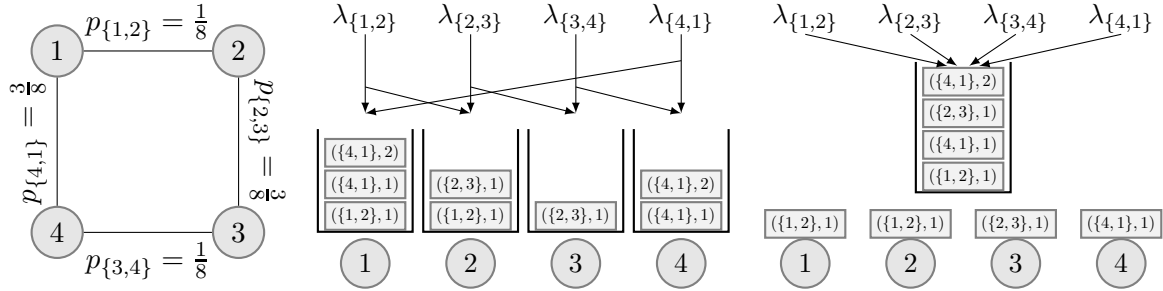 p_{\{1,2\}} = \frac{1}{8}
1 2
p_{\{4,1\}} = \frac{3}{8}
p_{\{2,3\}} = \frac{3}{8}
4 3
p_{\{3,4\}} = \frac{1}{8}
λ_{\{1,2\}} λ_{\{2,3\}} λ_{\{3,4\}} λ_{\{4,1\}}
({4, 1}, 2)
({4, 1}, 1) ({2, 3}, 1) ({4, 1}, 2)
({1, 2}, 1) ({1, 2}, 1) ({2, 3}, 1) ({4, 1}, 1)
1 2 3 4
λ_{\{1,2\}} λ_{\{2,3\}} λ_{\{3,4\}} λ_{\{4,1\}}
({4, 1}, 2)
({2, 3}, 1)
({4, 1}, 1)
({1, 2}, 1)
({1, 2}, 1) ({1, 2}, 1) ({2, 3}, 1) ({4, 1}, 1)
1 2 3 4